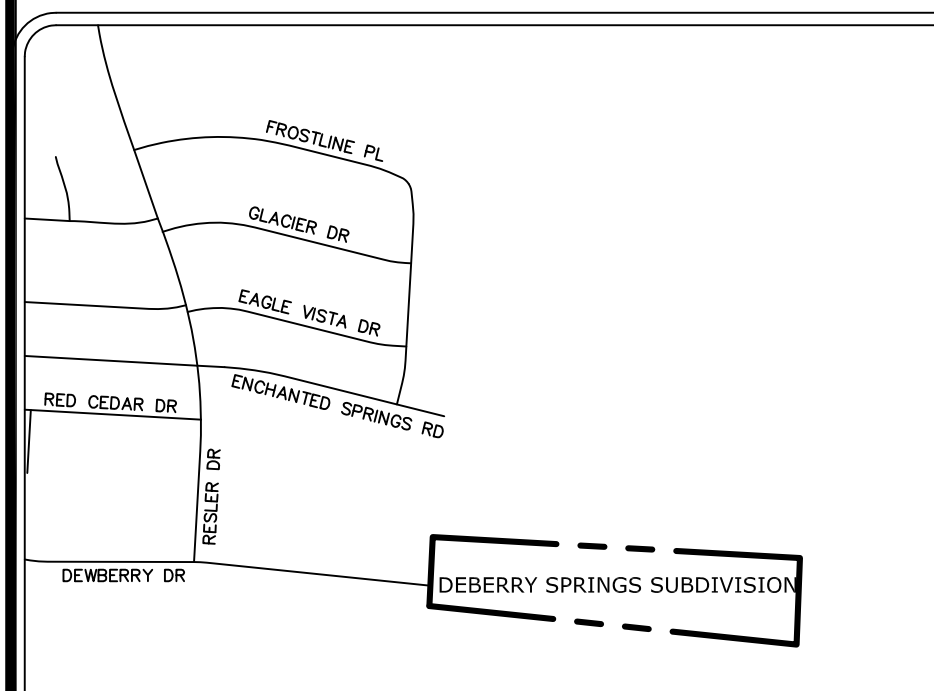 FROSTLINE PL
GLACIER DR
EAGLE VISTA DR
ENCHANTED SPRINGS RD
RED CEDAR DR
RESLER DR
DEWBERRY DR
DEBERRY SPRINGS SUBDIVISION